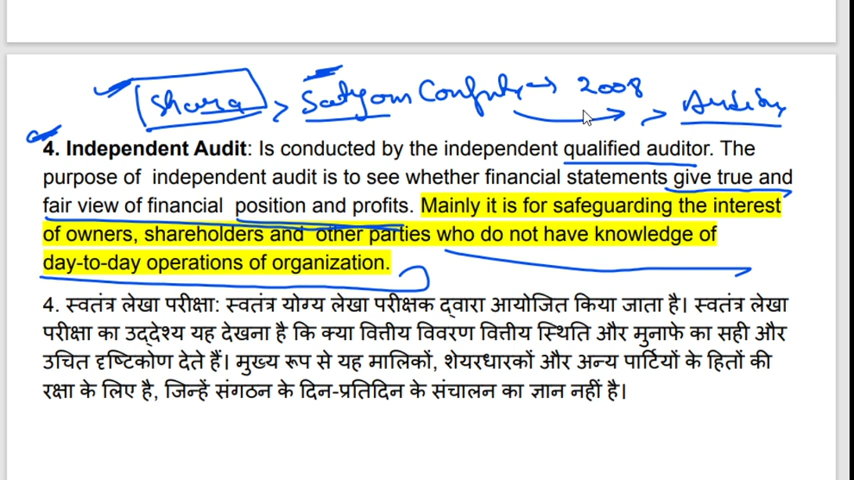 Satyam Compute → 2008
4. Independent Audit: Is conducted by the independent qualified auditor. The
purpose of independent audit is to see whether financial statements give true and
fair view of financial position and profits. Mainly it is for safeguarding the interest
of owners, shareholders and other parties who do not have knowledge of
day-to-day operations of organization.
4. स्वतंत्र लेखा परीक्षा: स्वतंत्र योग्य लेखा परीक्षक द्वारा आयोजित किया जाता है। स्वतंत्र लेखा
परीक्षा का उद्देश्य यह देखना है कि क्या वित्तीय विवरण वित्तीय स्थिति और मुनाफे का सही और
उचित दृष्टिकोण देते हैं। मुख्य रूप से यह मालिकों, शेयरधारकों और अन्य पार्टियों के हितों की
रक्षा के लिए है, जिन्हें संगठन के दिन-प्रतिदिन के संचालन का ज्ञान नहीं है।